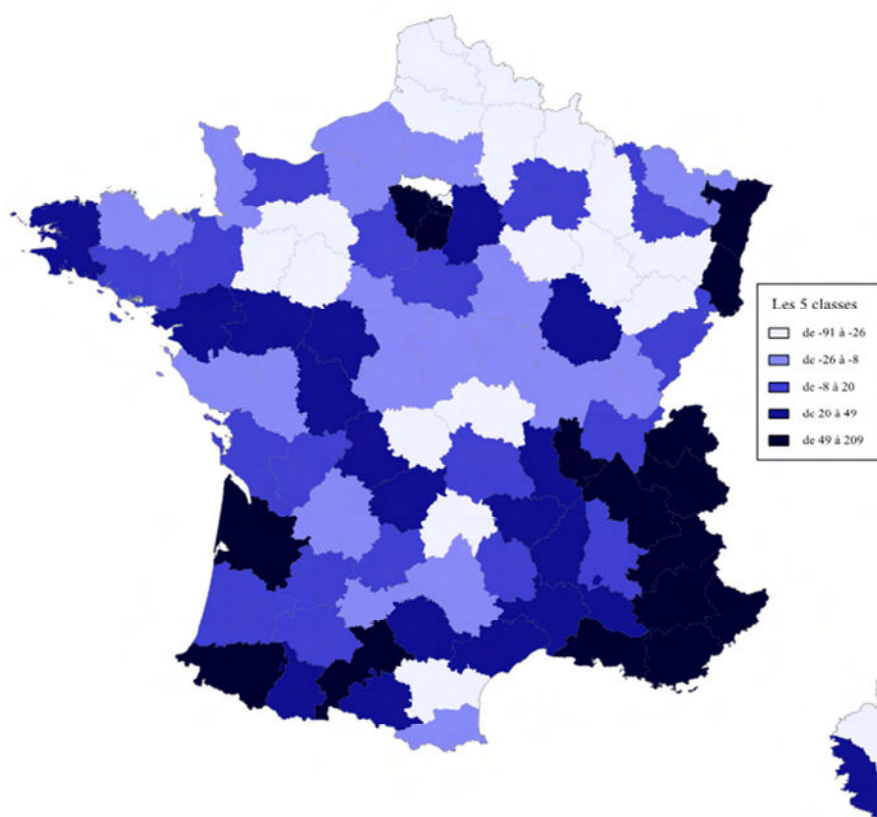 Les 5 classes
de -91 à -26
de -26 à -8
de -8 à 20
de 20 à 49
de 49 à 209